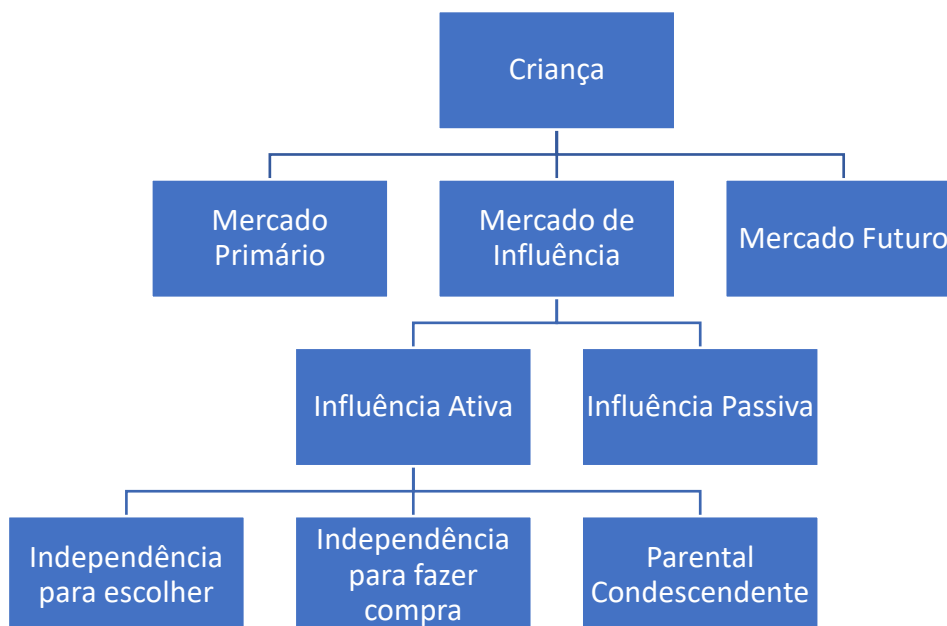 Criança
Mercado
Primário
Mercado de
Influência
Mercado Futuro
Influência Ativa
Influência Passiva
Independência
para escolher
Independência
para fazer
compra
Parental
Condescendente